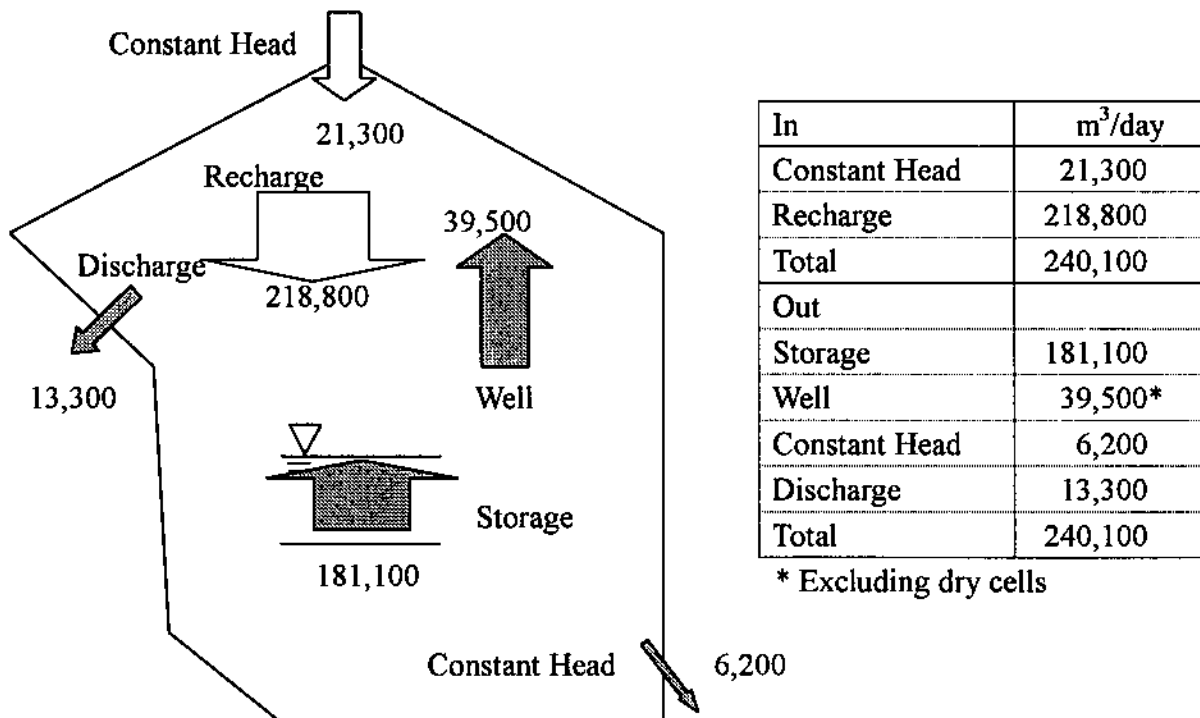 Constant Head
21,300
Recharge
218,800
39,500
Well
Discharge
13,300
Storage
181,100
Constant Head
6,200
In m³/day
Constant Head 21,300
Recharge 218,800
Total 240,100
Out
Storage 181,100
Well 39,500*
Constant Head 6,200
Discharge 13,300
Total 240,100
* Excluding dry cells